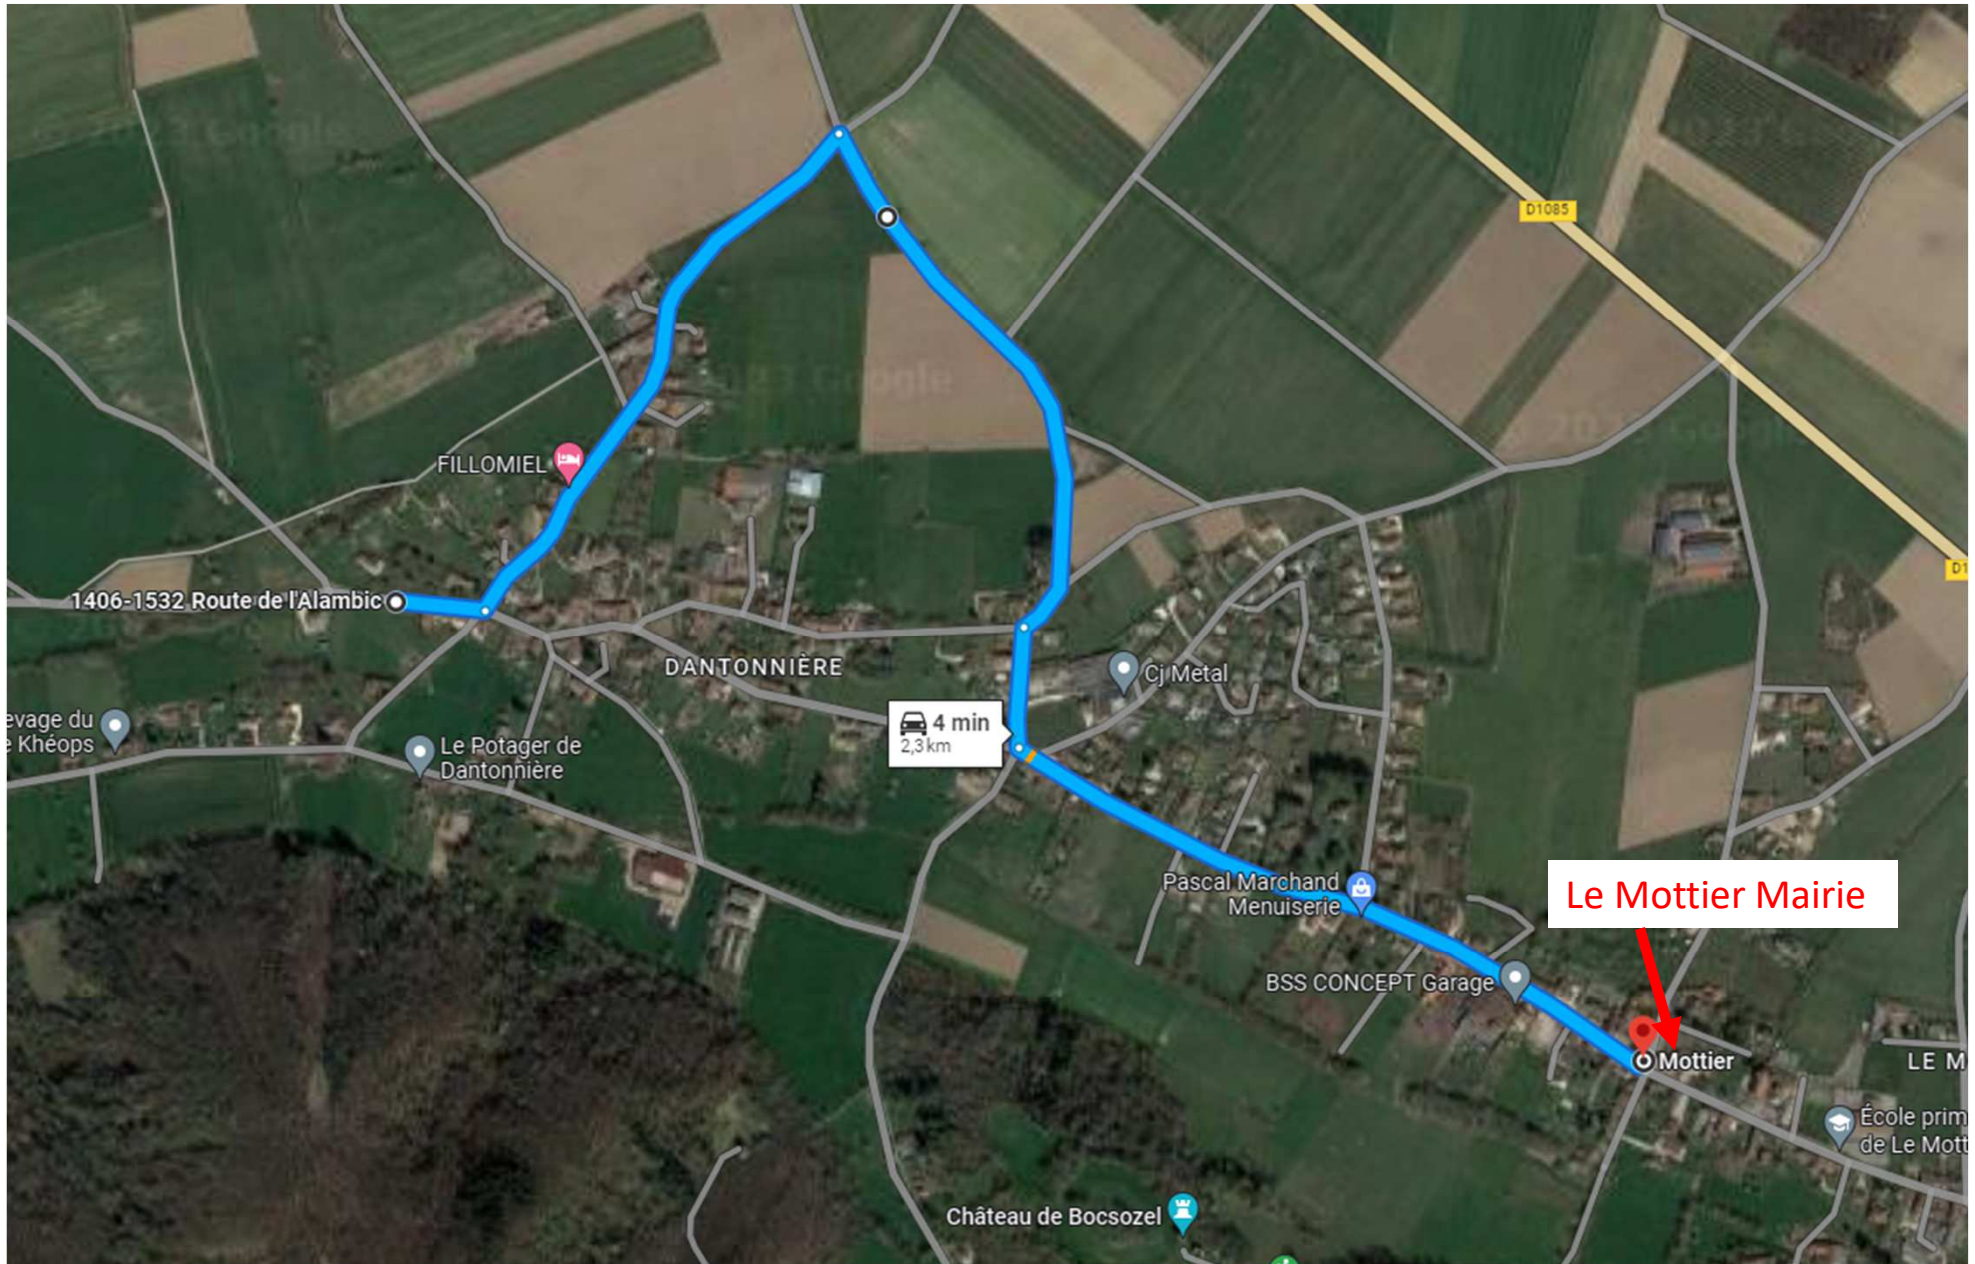 D1085
D1
FILLOMIEL
1406-1532 Route de l'Alambic
DANTONNIÈRE
Cj Metal
evage du
e Khéops
Le Potager de
Dantonnière
4 min
2,3 km
Pascal Marchand
Menuiserie
Le Mottier Mairie
BSS CONCEPT Garage
Mottier
LE M
École prim
de Le Mott
Château de Bocsozel